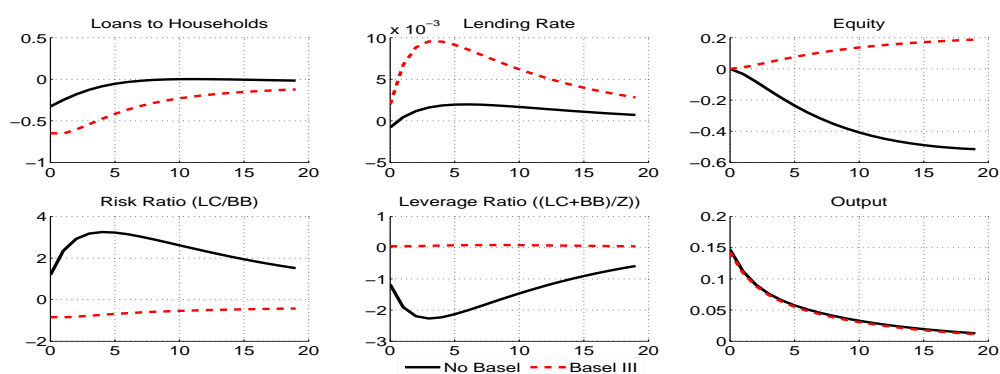 Loans to Households
0.5
0
−0.5
−1
0 5 10 15 20
Lending Rate
x 10⁻³
10
5
0
−5
0 5 10 15 20
Equity
0.2
0
−0.2
−0.4
−0.6
0 5 10 15 20
Risk Ratio (LC/BB)
4
2
0
−2
0 5 10 15 20
Leverage Ratio ((LC+BB)/Z))
1
0
−1
−2
−3
0 5 10 15 20
Output
0.2
0.15
0.1
0.05
0
0 5 10 15 20
No Basel Basel III